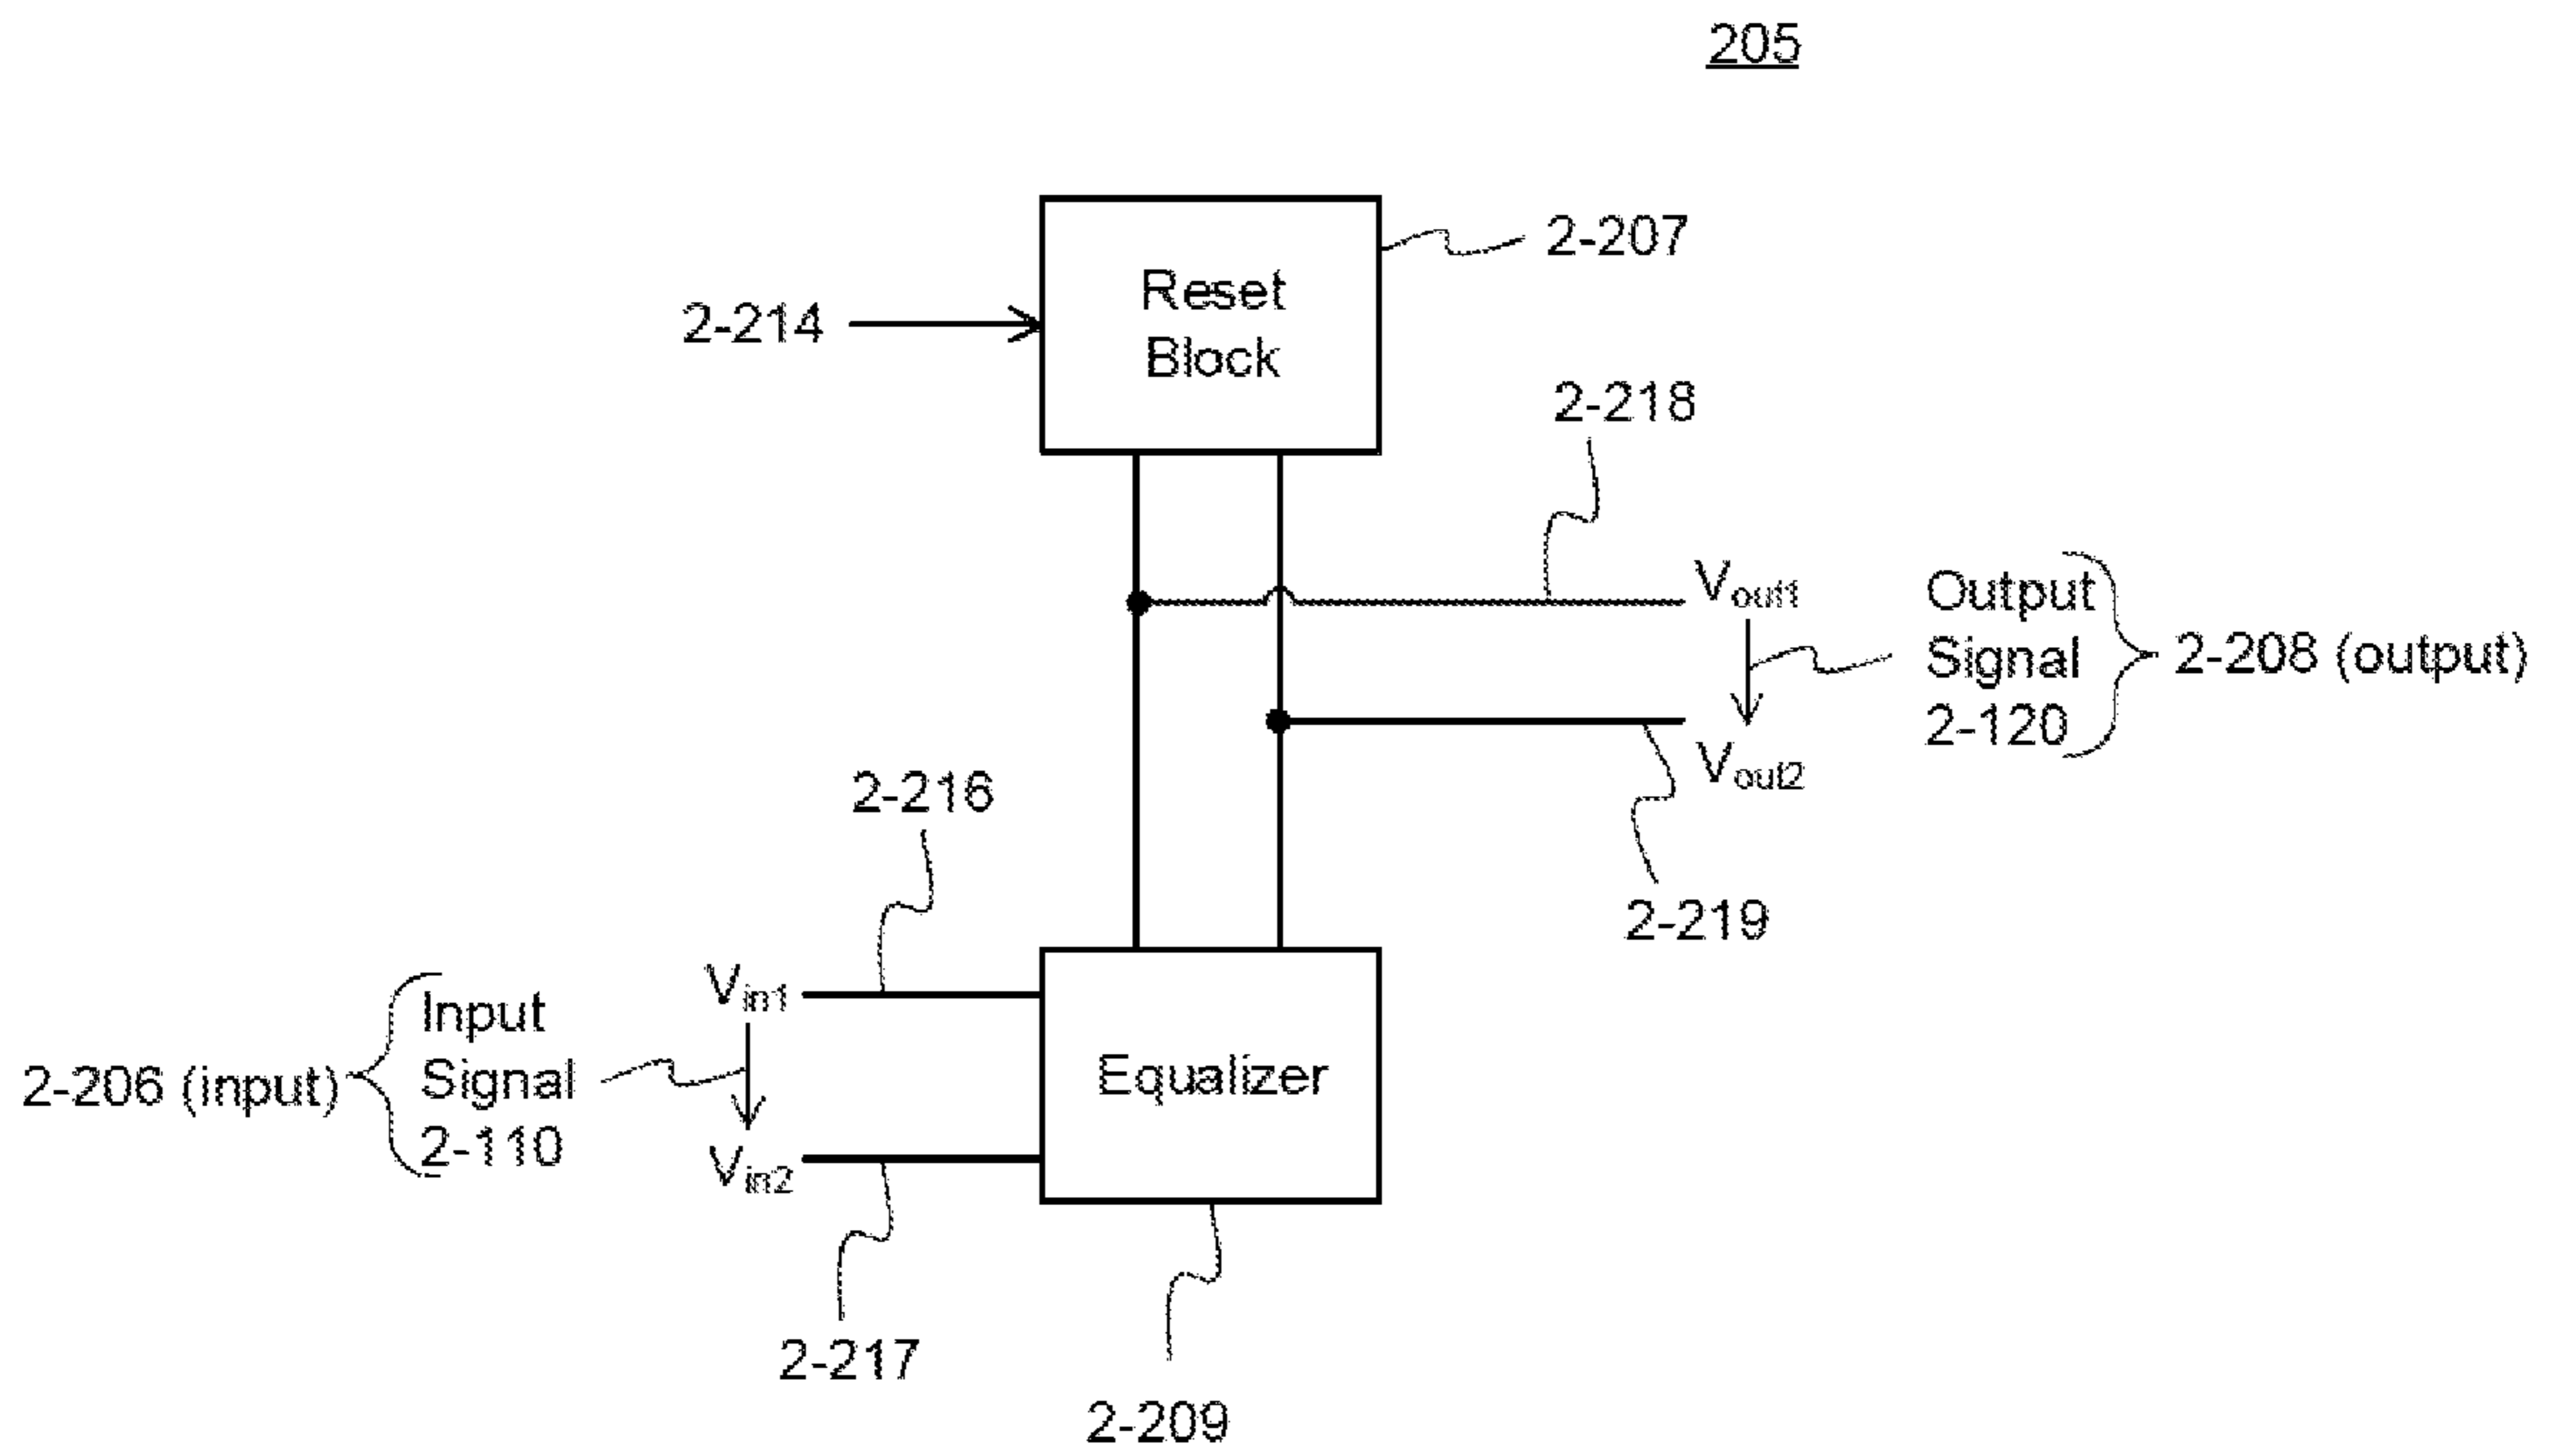 205
2-207
Reset
Block
2-214
2-218
Vout1
Output
Signal
2-120
2-208 (output)
Vout2
2-216
2-219
Vin1
Input
Signal
2-110
2-206 (input)
Equalizer
Vin2
2-217
2-209